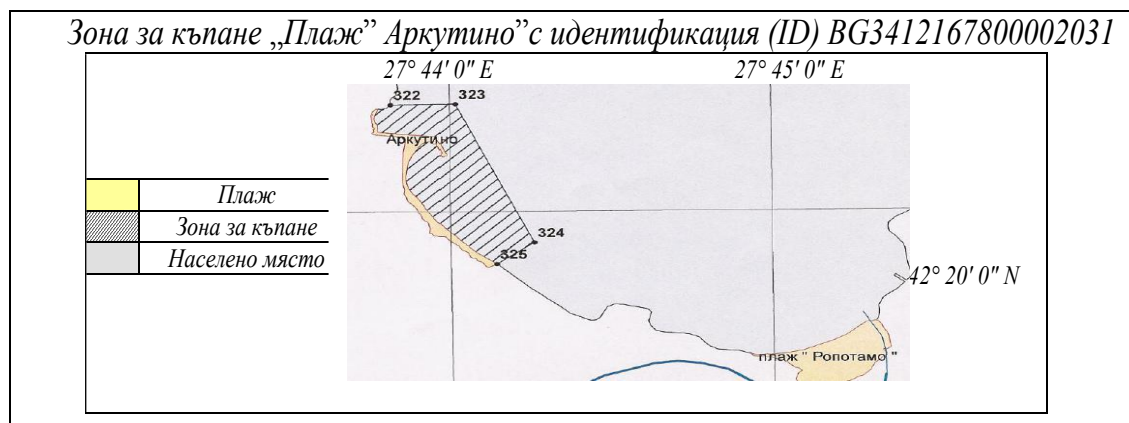 Зона за къпане „Плаж” Аркутино”с идентификация (ID) BG3412167800002031
27° 44' 0" E
27° 45' 0" E
322
323
Аркутино
Плаж
Зона за къпане
Населено място
324
325
42° 20' 0" N
плаж " Ропотамо "